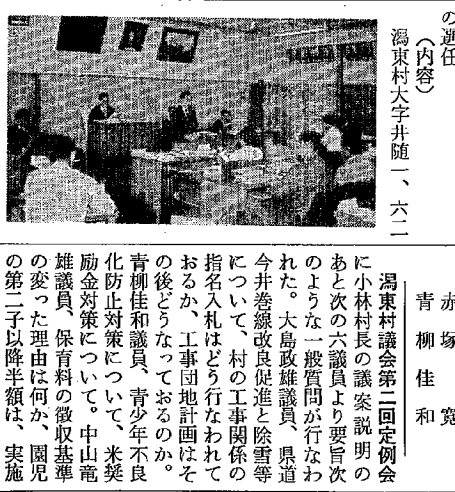 の選任
（内容）
潟東村大字井随一、六二
赤塚寛
青柳佳和
潟東村議会第二回定例会
に小林村長の議案説明の
あと次の六議員より要旨次
のような一般質問が行なわ
れた。大島政雄議員、県道
今井巻線改良促進と除雪等
について、村の工事関係の
指名入札はどう行なわれて
おるか、工事団地計画はそ
の後どうなっておるのか。
青柳佳和議員、青少年不良
化防止対策について、米奨
励金対策について。中山竜
雄議員、保育料の徴収基準
の変った理由は何か、園児
の第二子以降半額は、実施